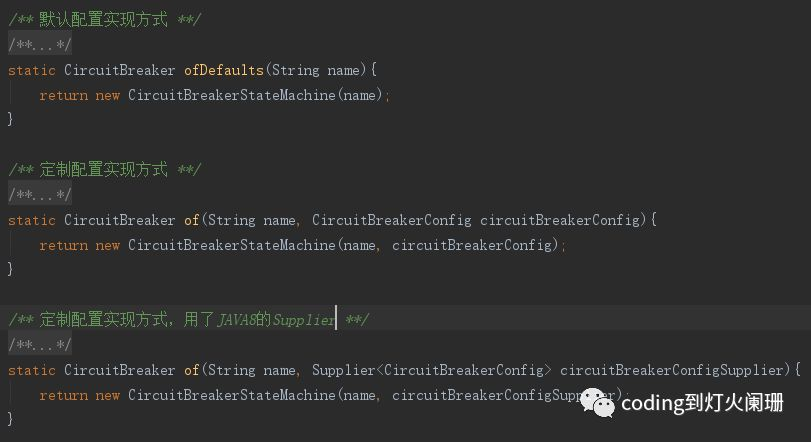 /** 默认配置实现方式 **/
/**...*/
static CircuitBreaker ofDefaults(String name){
return new CircuitBreakerStateMachine(name);
}
/** 定制配置实现方式 **/
/**...*/
static CircuitBreaker of(String name, CircuitBreakerConfig circuitBreakerConfig){
return new CircuitBreakerStateMachine(name, circuitBreakerConfig);
}
/** 定制配置实现方式，用了JAVA8的Supplier **/
/**...*/
static CircuitBreaker of(String name, Supplier<CircuitBreakerConfig> circuitBreakerConfigSupplier){
return new CircuitBreakerStateMachine(name, circuitBreakerConfigSupplier);
}
coding到灯火阑珊